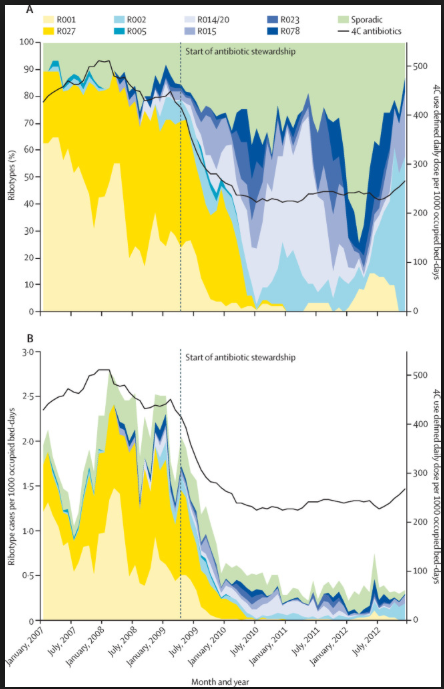 A
R001 R002 R014/20 R023 Sporadic
R027 R005 R015 R078 4C antibiotics
100
90
80
70
60
50
40
30
20
10
0
Ribotypes (%)
Start of antibiotic stewardship
500
400
300
200
100
0
4C use defined daily dose per 1000 occupied bed-days
B
3·0
2·5
2·0
1·5
1·0
0·5
0
Ribotype cases per 1000 occupied bed-days
Start of antibiotic stewardship
500
400
300
200
100
0
4C use defined daily dose per 1000 occupied bed-days
January, 2007
July, 2007
January, 2008
July, 2008
January, 2009
July, 2009
January, 2010
July, 2010
January, 2011
July, 2011
January, 2012
July, 2012
Month and year